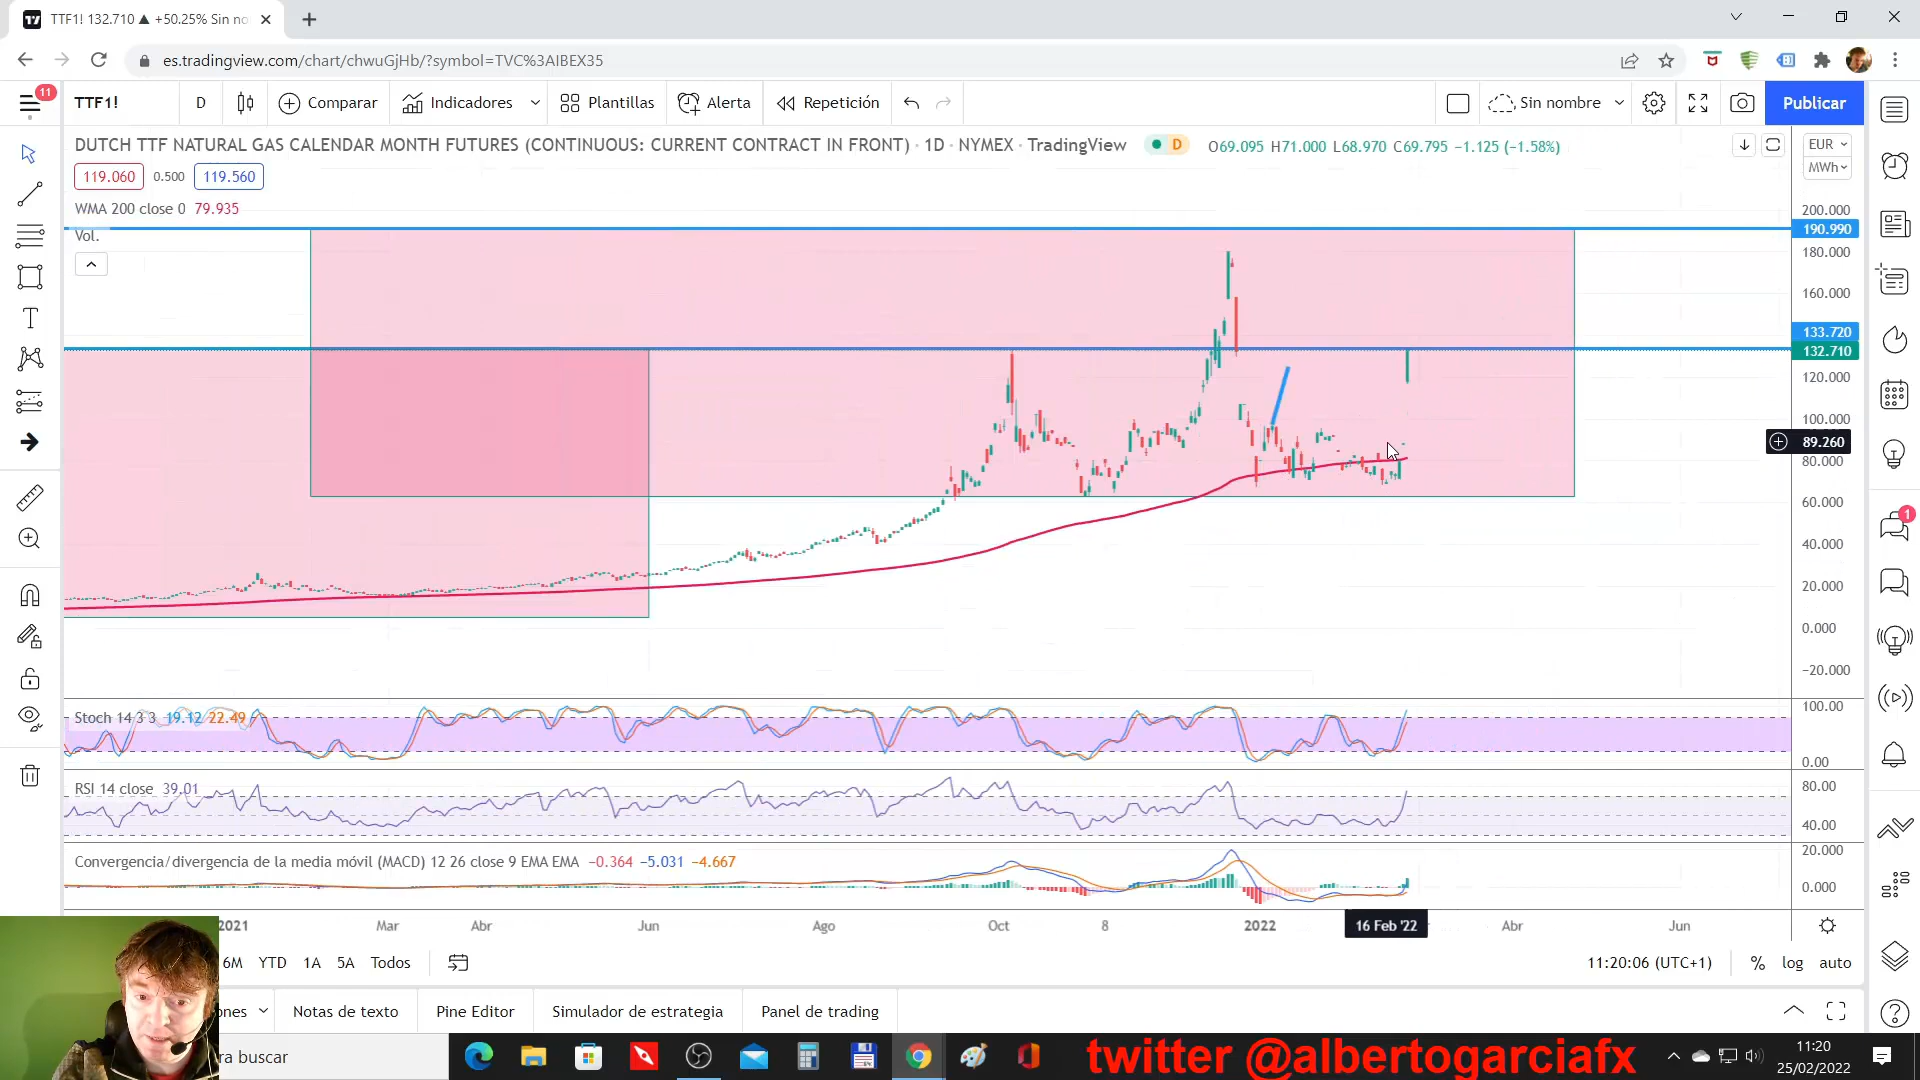 TTF1! 132.710 ▲ +50.25% Sin no
es.tradingview.com/chart/chwuGjHb/?symbol=TVC%3AIBEX35
11
TTF1!
D
Comparar
Indicadores
Plantillas
Alerta
Repetición
Sin nombre
Publicar
DUTCH TTF NATURAL GAS CALENDAR MONTH FUTURES (CONTINUOUS: CURRENT CONTRACT IN FRONT) · 1D · NYMEX · TradingView
D
O69.095 H71.000 L68.970 C69.795 −1.125 (−1.58%)
EUR
MWh
119.060 0.500 119.560
WMA 200 close 0 79.935
Vol.
200.000
190.990
180.000
160.000
133.720
132.710
120.000
100.000
89.260
80.000
60.000
40.000
20.000
0.000
−20.000
1
Stoch 14 3 3 19.12 22.49
100.00
0.00
RSI 14 close 39.01
80.00
40.00
Convergencia/divergencia de la media móvil (MACD) 12 26 close 9 EMA EMA −0.364 −5.031 −4.667
20.000
0.000
2021 Mar Abr Jun Ago Oct 8 2022 16 Feb '22 Abr Jun
6M YTD 1A 5A Todos
11:20:06 (UTC+1) % log auto
Notas de texto Pine Editor Simulador de estrategia Panel de trading
buscar
twitter @albertogarciafx
11:20
25/02/2022